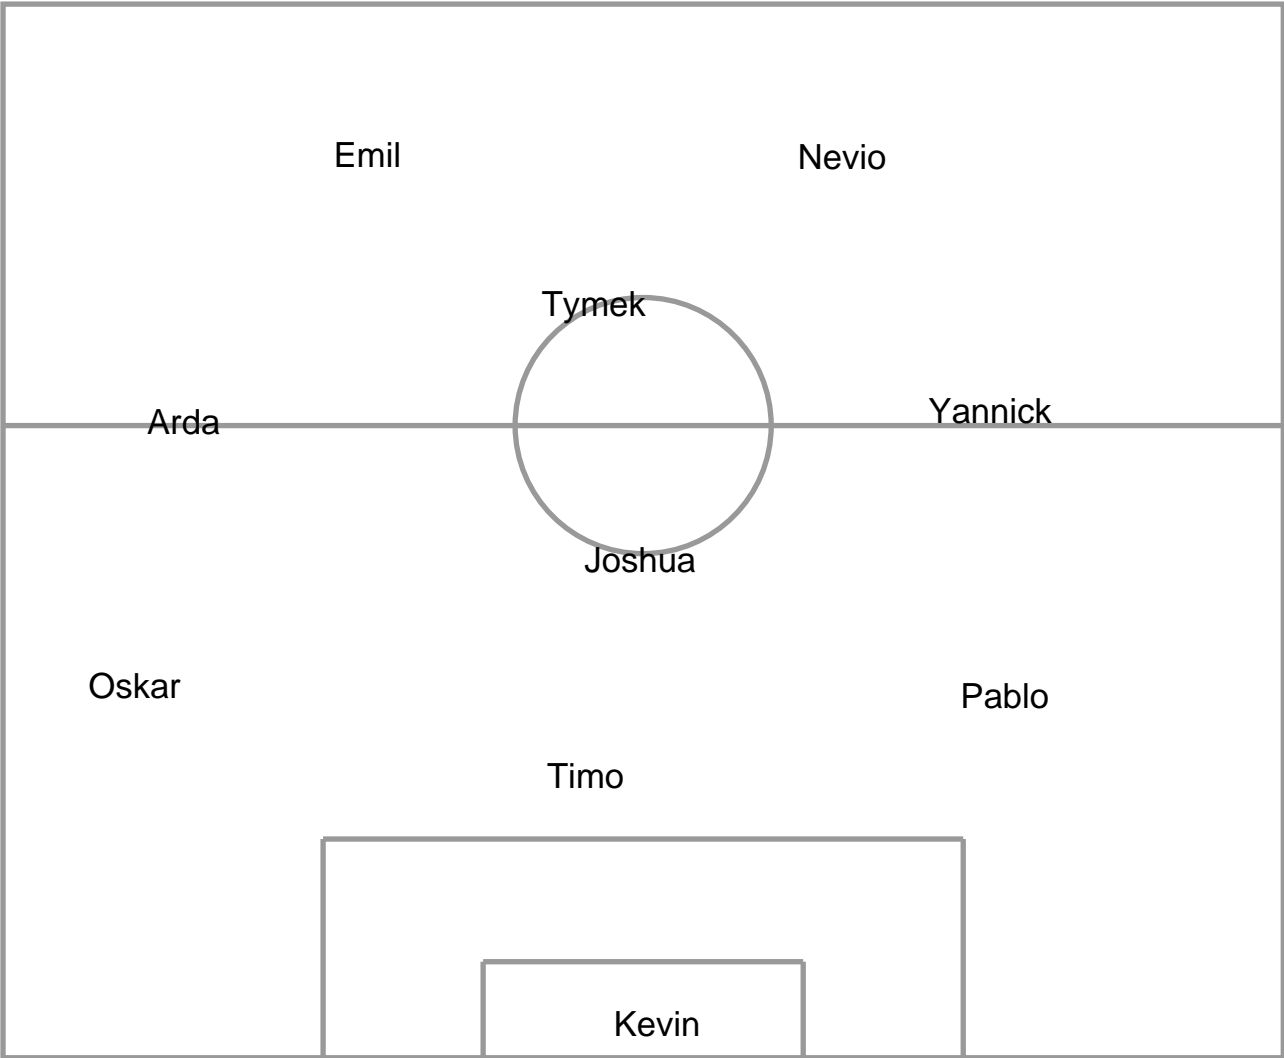 Emil
Nevio
Tymek
Arda
Yannick
Joshua
Oskar
Pablo
Timo
Kevin